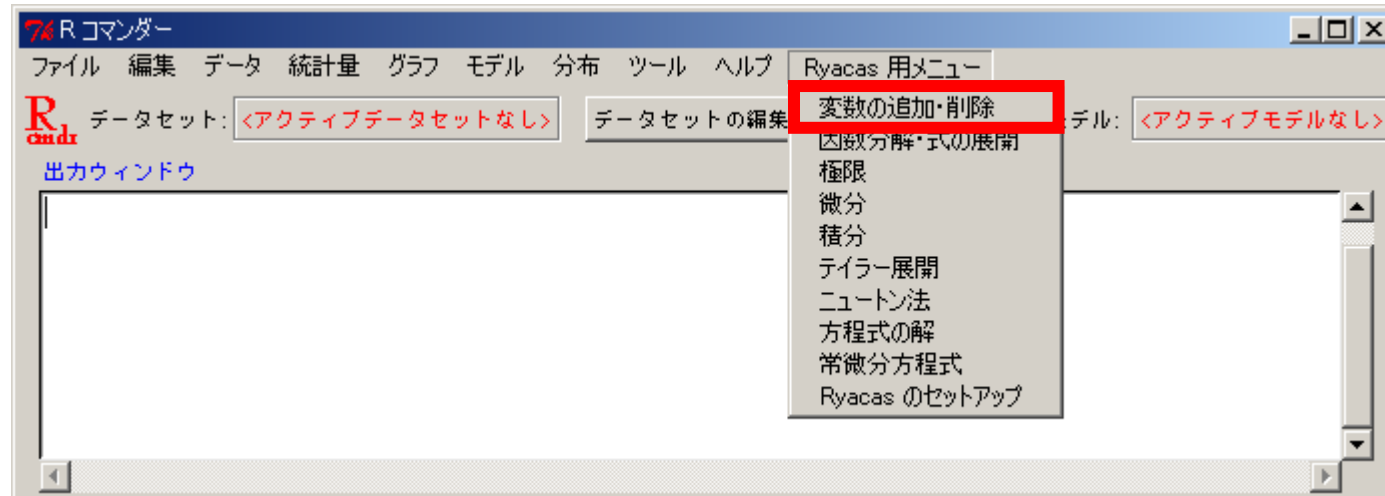 R コマンダー
ファイル 編集 データ 統計量 グラフ モデル 分布 ツール ヘルプ Ryacas 用メニュー
R cmdr データセット: <アクティブデータセットなし> データセットの編集 デル: <アクティブモデルなし>
変数の追加・削除
因数分解・式の展開
極限
微分
積分
テイラー展開
ニュートン法
方程式の解
常微分方程式
Ryacas のセットアップ
出力ウィンドウ